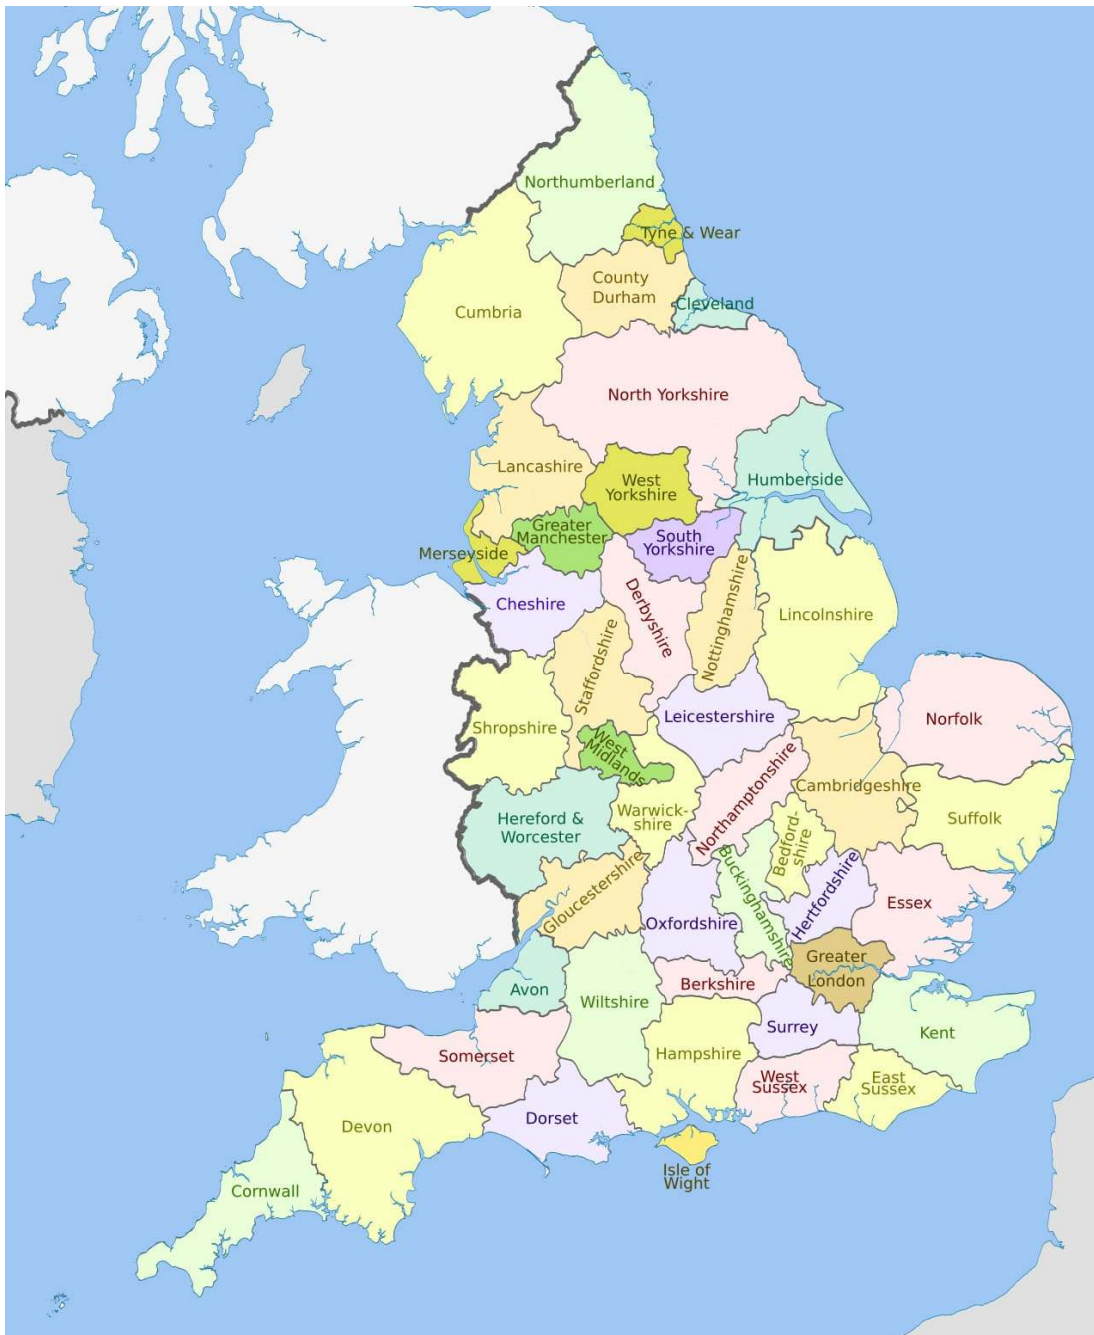 Northumberland
Tyne & Wear
County
Durham
Cleveland
Cumbria
North Yorkshire
Lancashire
West
Yorkshire
Humberside
Greater
Manchester
South
Yorkshire
Merseyside
Cheshire
Derbyshire
Nottinghamshire
Lincolnshire
Staffordshire
Shropshire
Leicestershire
Norfolk
West
Midlands
Northamptonshire
Cambridgeshire
Hereford &
Worcester
Warwick-
shire
Bedford-
shire
Suffolk
Gloucestershire
Oxfordshire
Buckinghamshire
Hertfordshire
Essex
Greater
London
Avon
Wiltshire
Berkshire
Surrey
Kent
Somerset
Hampshire
West
Sussex
East
Sussex
Devon
Dorset
Isle of
Wight
Cornwall